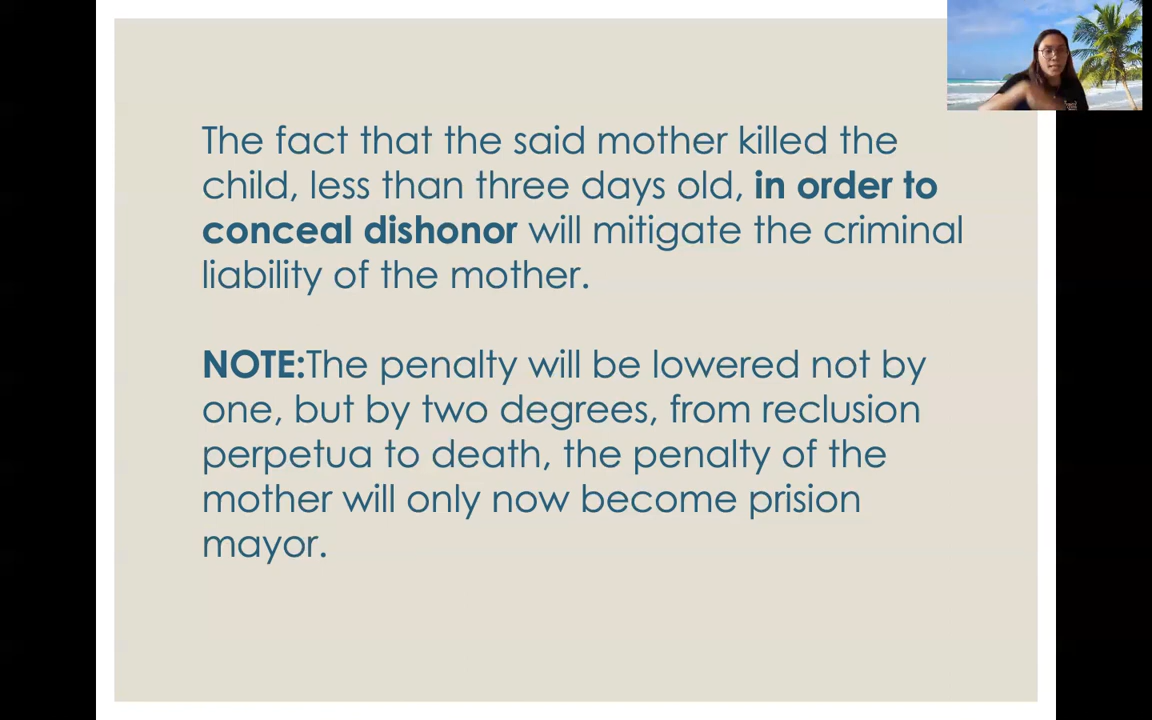 The fact that the said mother killed the
child, less than three days old, in order to
conceal dishonor will mitigate the criminal
liability of the mother.
NOTE:The penalty will be lowered not by
one, but by two degrees, from reclusion
perpetua to death, the penalty of the
mother will only now become prision
mayor.